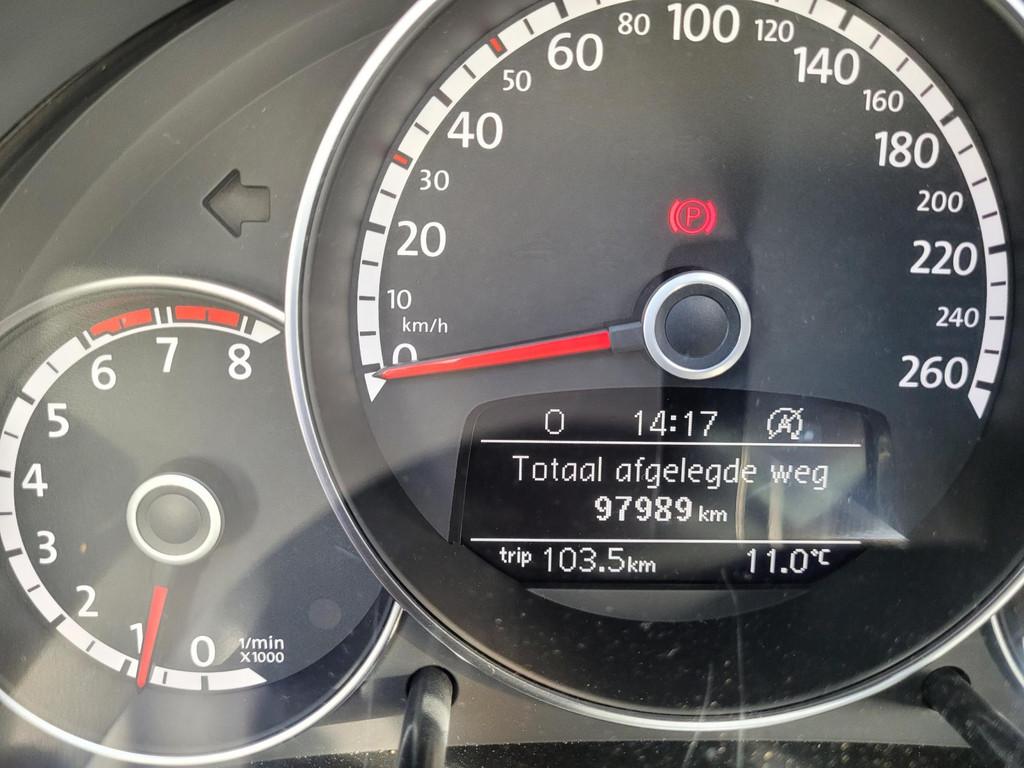 80 100 120
60 140
50 160
40 180
30 200
20 220
10 240
km/h
0 260
P
0 14:17 A
Totaal afgelegde weg
97989 km
trip 103.5km 11.0°C
6 7 8
5
4
3
2
1 0 1/min
X1000